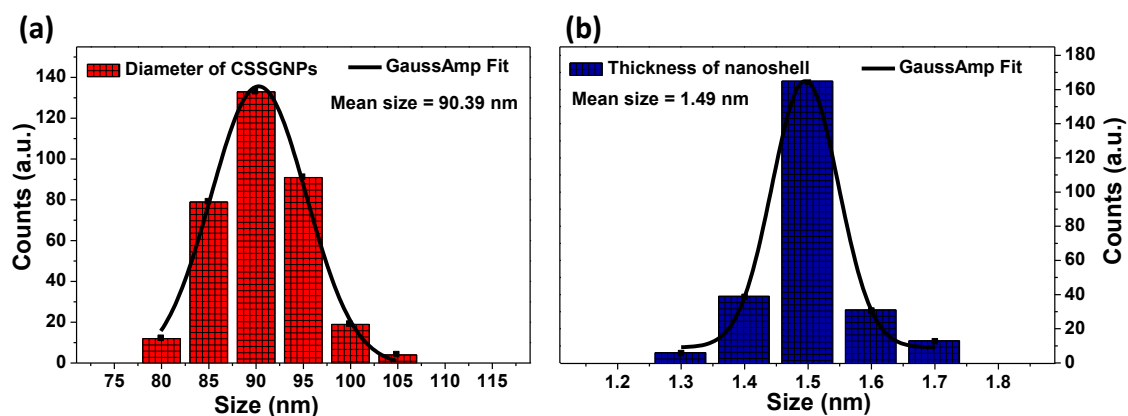 (a)
Diameter of CSSGNPs
GaussAmp Fit
Mean size = 90.39 nm
Counts (a.u.)
140
120
100
80
60
40
20
0
75 80 85 90 95 100 105 110 115
Size (nm)
(b)
Thickness of nanoshell
GaussAmp Fit
Mean size = 1.49 nm
180
160
140
120
100
80
60
40
20
0
Counts (a.u.)
1.2 1.3 1.4 1.5 1.6 1.7 1.8
Size (nm)